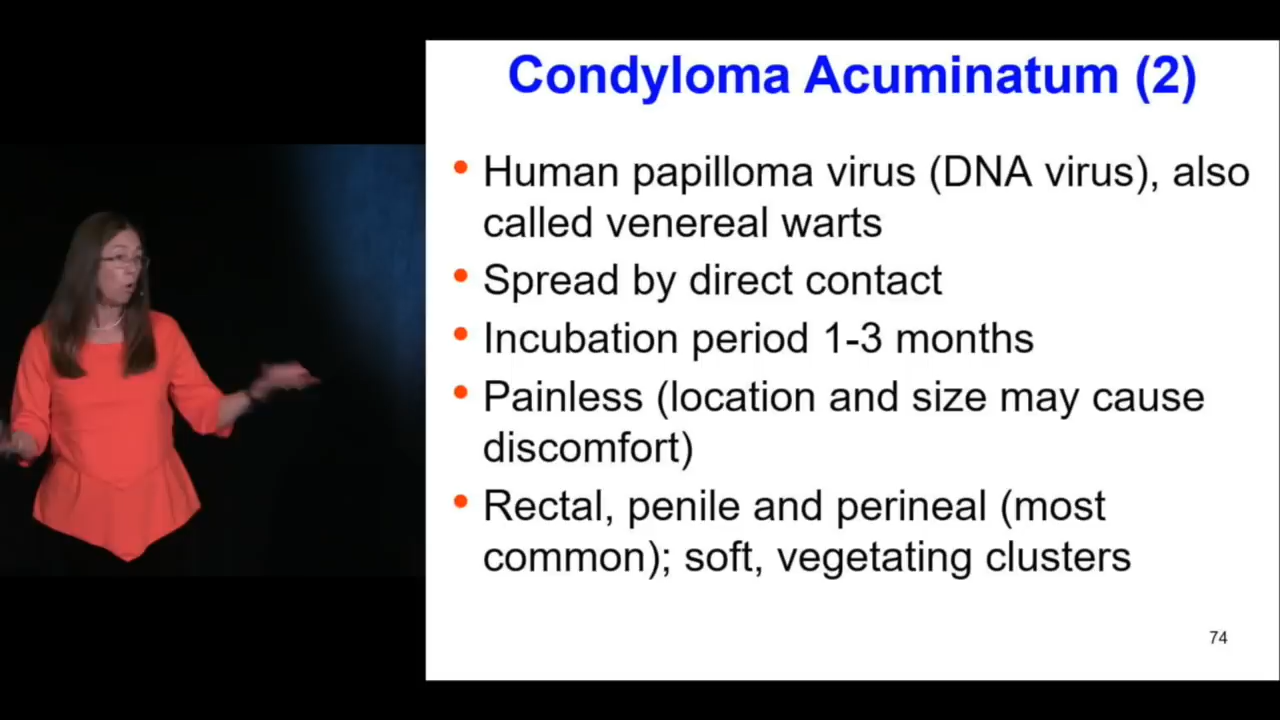 Condyloma Acuminatum (2)
• Human papilloma virus (DNA virus), also
called venereal warts
• Spread by direct contact
• Incubation period 1-3 months
• Painless (location and size may cause
discomfort)
• Rectal, penile and perineal (most
common); soft, vegetating clusters
74